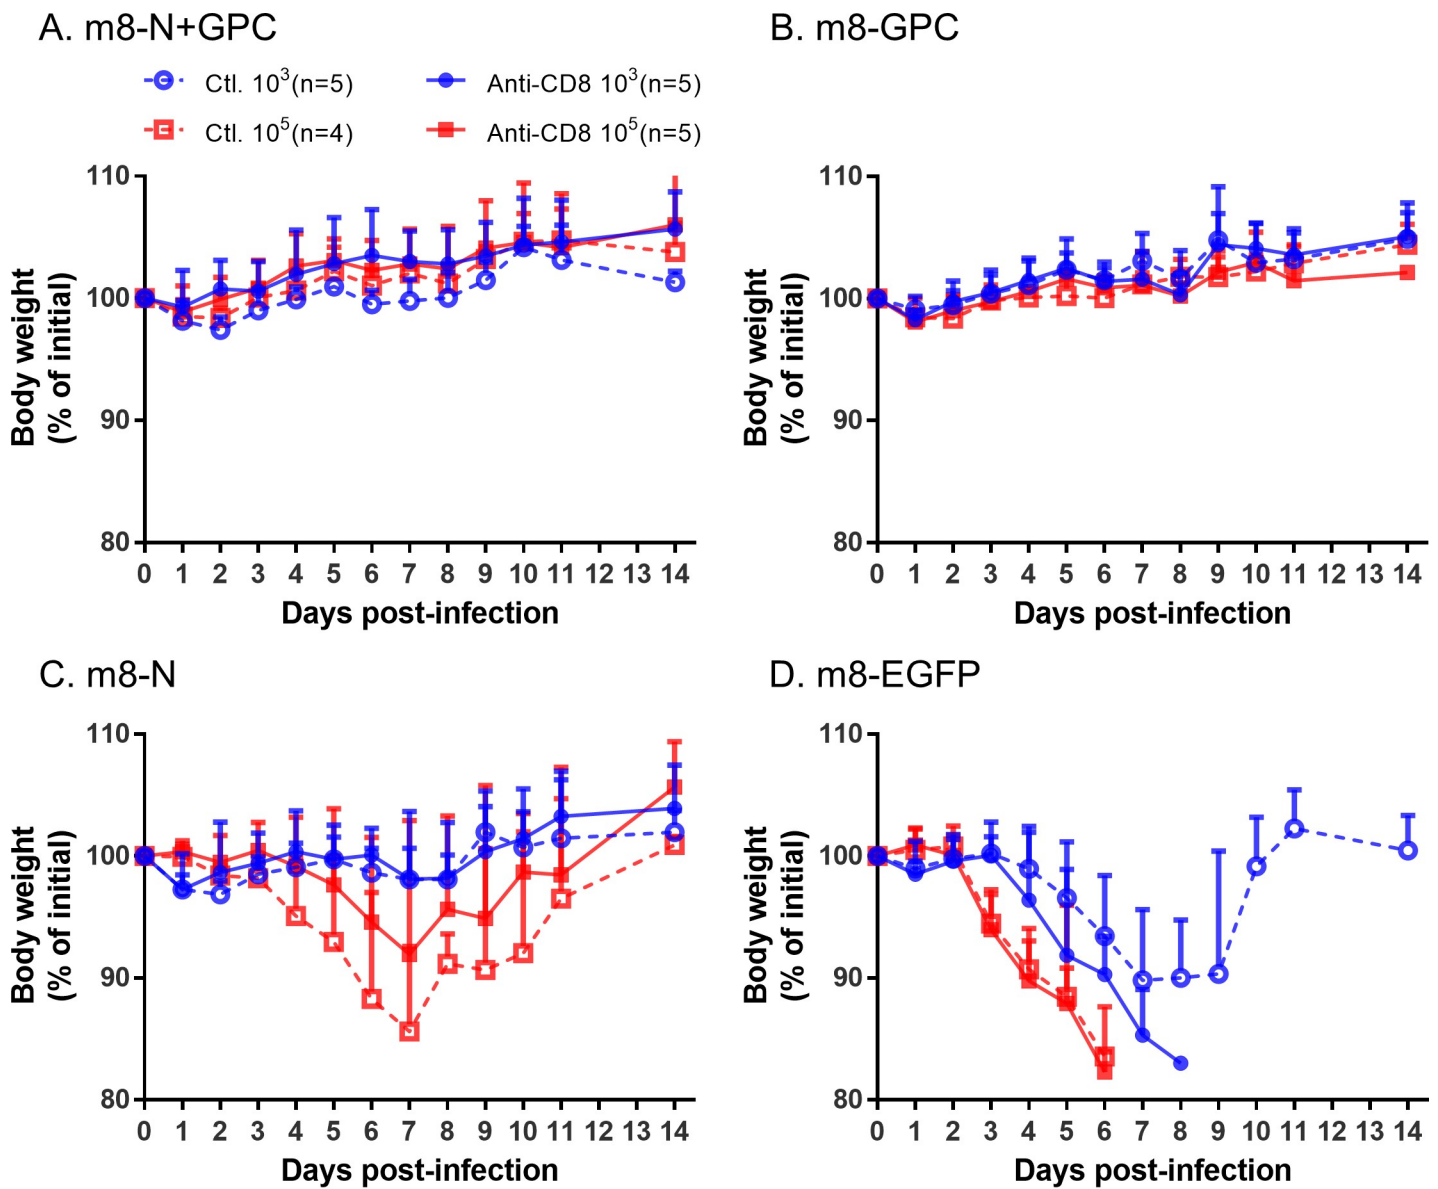 A. m8-N+GPC
Ctl. 10³(n=5)
Anti-CD8 10³(n=5)
Ctl. 10⁵(n=4)
Anti-CD8 10⁵(n=5)
110
100
90
80
Body weight
(% of initial)
0 1 2 3 4 5 6 7 8 9 10 11 12 13 14
Days post-infection
B. m8-GPC
110
100
90
80
Body weight
(% of initial)
0 1 2 3 4 5 6 7 8 9 10 11 12 13 14
Days post-infection
C. m8-N
110
100
90
80
Body weight
(% of initial)
0 1 2 3 4 5 6 7 8 9 10 11 12 13 14
Days post-infection
D. m8-EGFP
110
100
90
80
Body weight
(% of initial)
0 1 2 3 4 5 6 7 8 9 10 11 12 13 14
Days post-infection